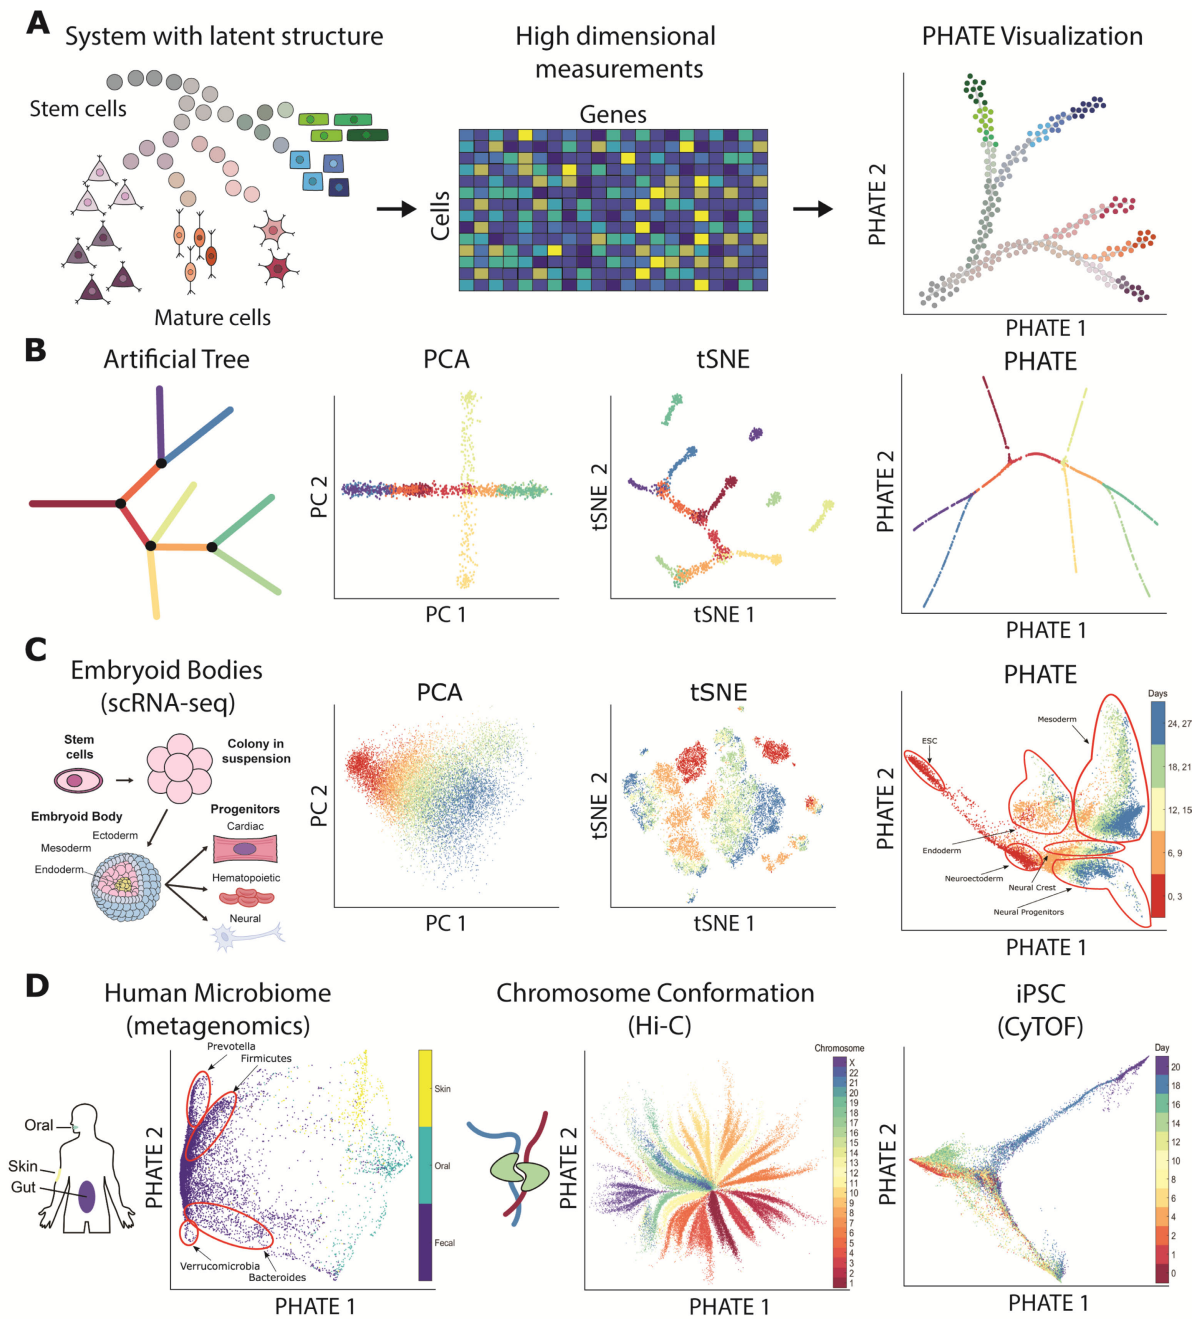 A
System with latent structure
High dimensional
measurements
PHATE Visualization
Stem cells
Genes
Cells
Mature cells
PHATE 2
PHATE 1
B
Artificial Tree
PCA
tSNE
PHATE
PC 2
PC 1
tSNE 2
tSNE 1
PHATE 2
PHATE 1
C
Embryoid Bodies
(scRNA-seq)
PCA
tSNE
PHATE
Stem
cells
Colony in
suspension
Embryoid Body
Ectoderm
Mesoderm
Endoderm
Progenitors
Cardiac
Hematopoietic
Neural
PC 2
PC 1
tSNE 2
tSNE 1
PHATE 2
PHATE 1
ESC
Mesoderm
Endoderm
Neuroectoderm
Neural Crest
Neural Progenitors
Days
24, 27
18, 21
12, 15
6, 9
0, 3
D
Human Microbiome
(metagenomics)
Chromosome Conformation
(Hi-C)
iPSC
(CyTOF)
Oral
Skin
Gut
Prevotella
Firmicutes
Verrucomicrobia
Bacteroides
Skin
Oral
Fecal
PHATE 2
PHATE 1
Chromosome
X
22
21
20
19
18
17
16
15
14
13
12
11
10
9
8
7
6
5
4
3
2
1
PHATE 2
PHATE 1
Day
20
18
16
14
12
10
8
6
4
2
1
0
PHATE 2
PHATE 1